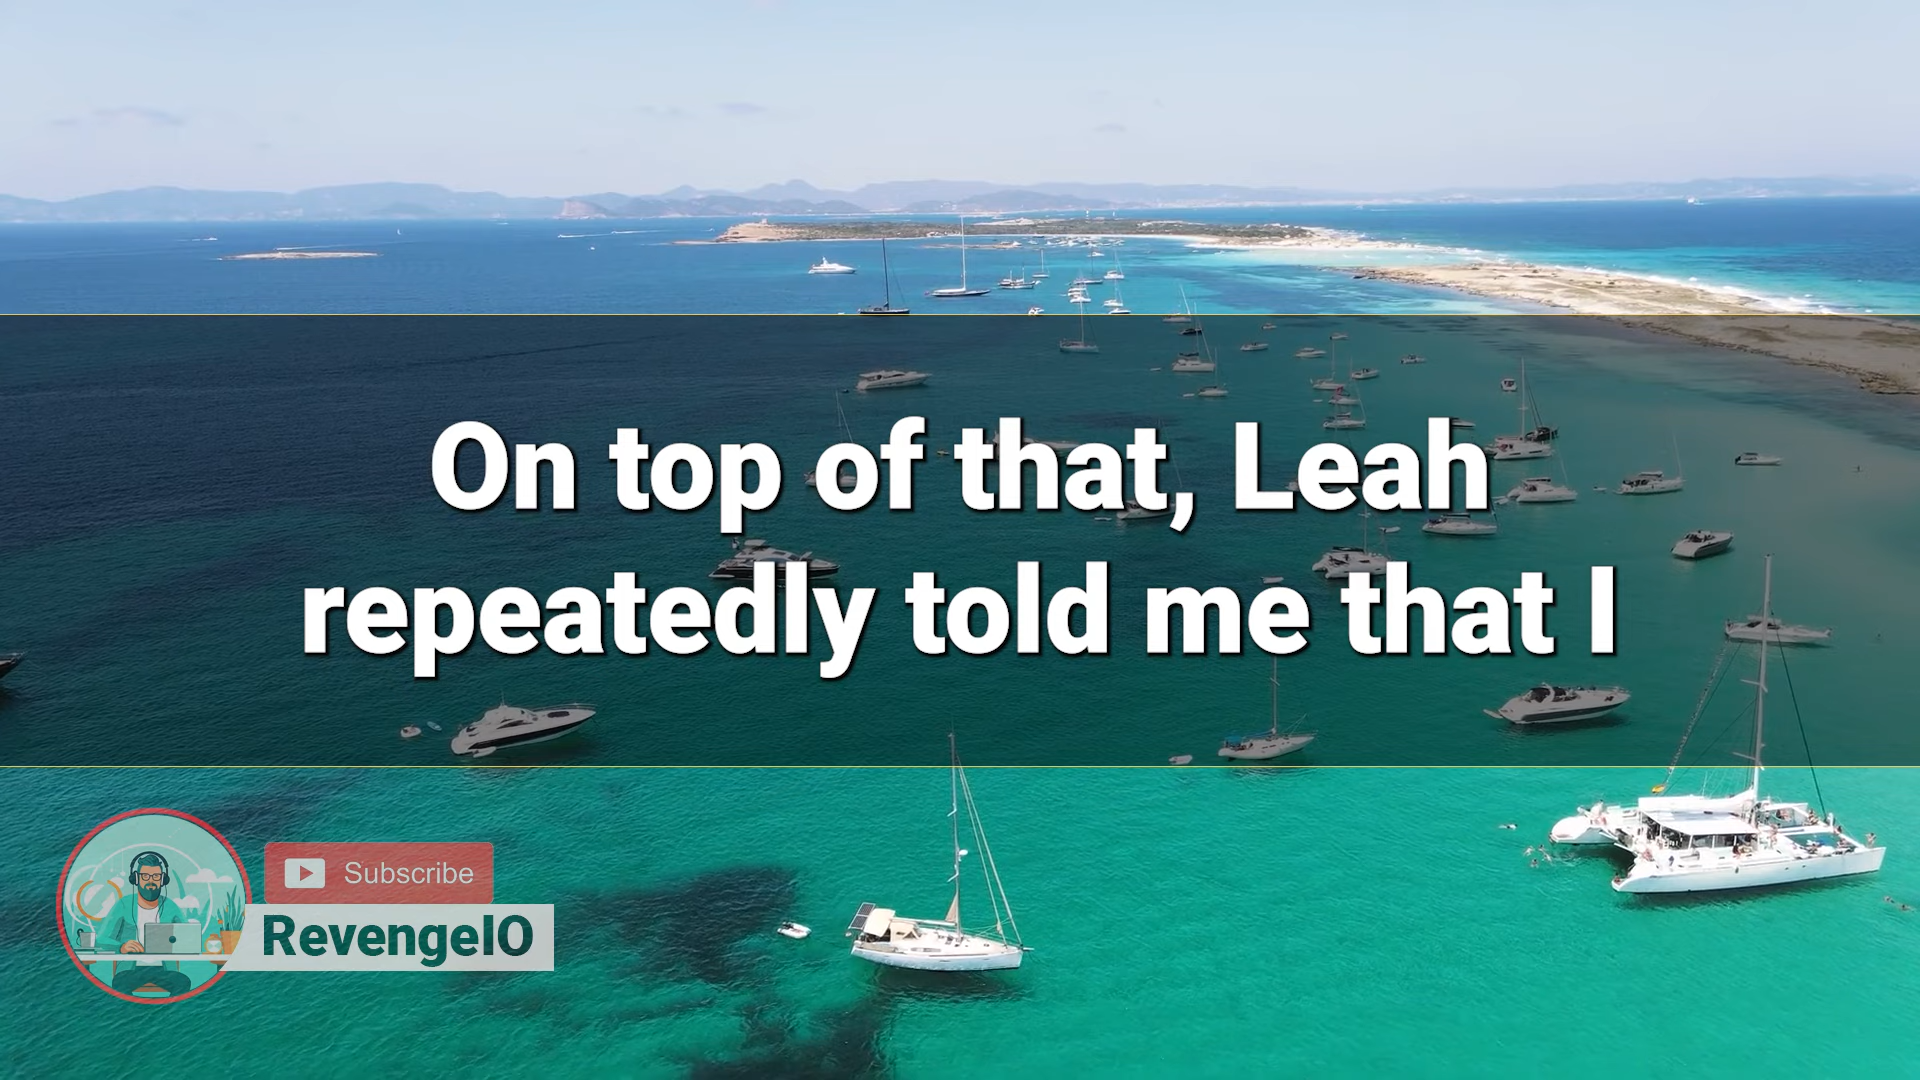 On top of that, Leah
repeatedly told me that I
Subscribe
RevengeIO